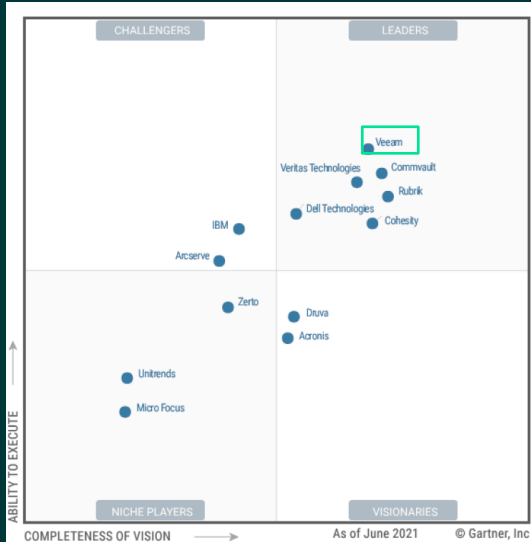 CHALLENGERS
LEADERS
Veeam
Veritas Technologies
Commvault
Rubrik
Dell Technologies
Cohesity
IBM
Arcserve
Zerto
Druva
Acronis
Unitrends
Micro Focus
ABILITY TO EXECUTE
NICHE PLAYERS
VISIONARIES
COMPLETENESS OF VISION
As of June 2021
© Gartner, Inc